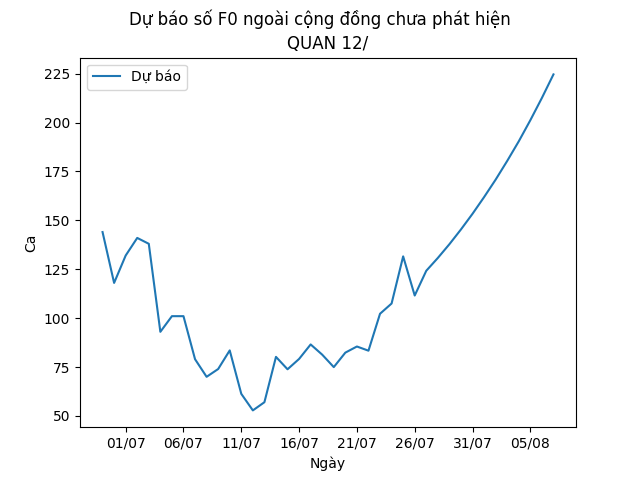 Dự báo số F0 ngoài cộng đồng chưa phát hiện
QUAN 12/
Dự báo
225
200
175
150
125
100
75
50
Ca
01/07 06/07 11/07 16/07 21/07 26/07 31/07 05/08
Ngày